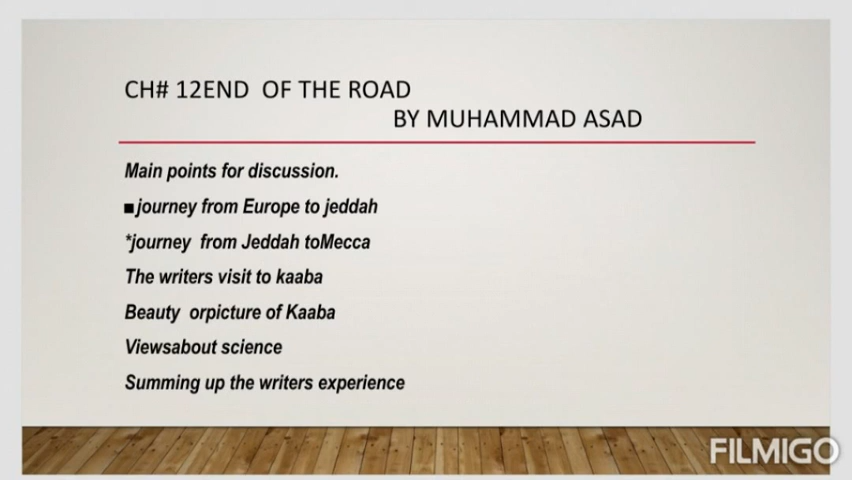 CH# 12END OF THE ROAD
BY MUHAMMAD ASAD
Main points for discussion.
■journey from Europe to jeddah
*journey from Jeddah toMecca
The writers visit to kaaba
Beauty orpicture of Kaaba
Viewsabout science
Summing up the writers experience
FILMIGO